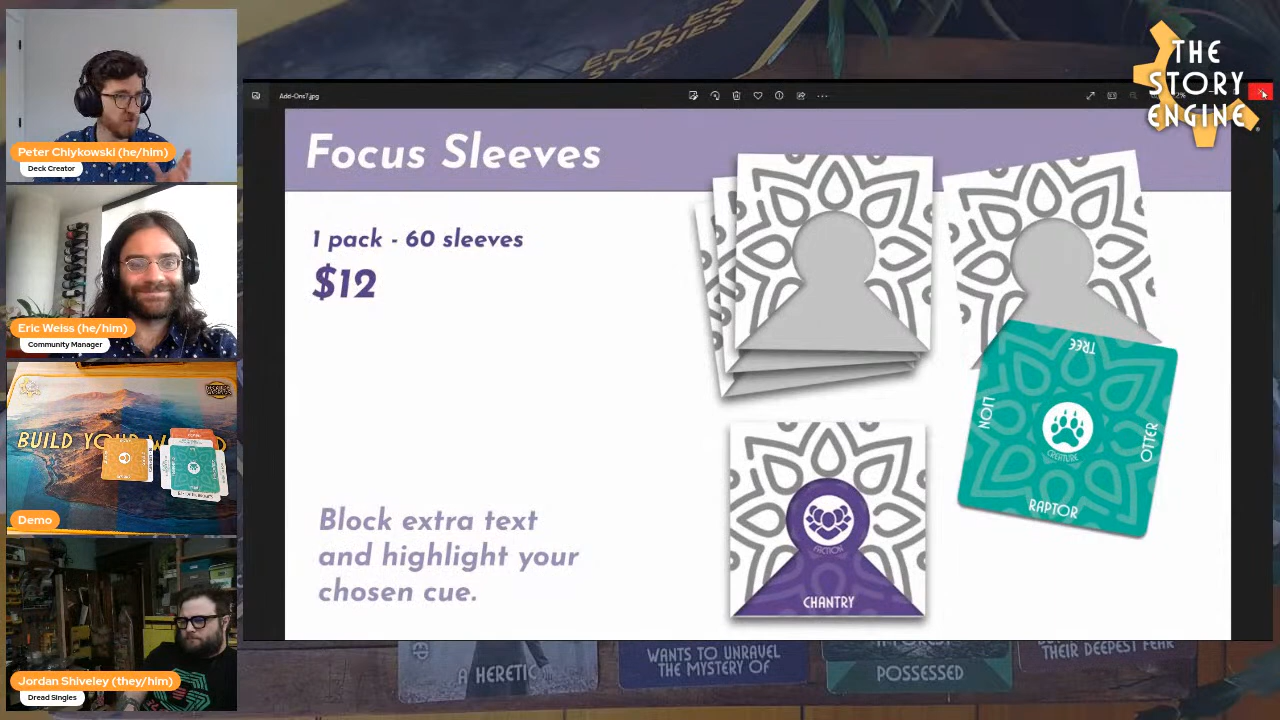 ENDLESS
STORIES
THE
STORY
ENGINE
Peter Chlykowski (he/him)
Deck Creator
Eric Weiss (he/him)
Community Manager
BUILD YOUR W
Demo
Jordan Shiveley (they/him)
Dread Singles
Add-Ons7.jpg
Focus Sleeves
1 pack - 60 sleeves
$12
Block extra text
and highlight your
chosen cue.
TREE
LION
CREATURE
OTTER
RAPTOR
FACTION
CHANTRY
A HERETIC
WANTS TO UNRAVEL
THE MYSTERY OF
POSSESSED
THEIR DEEPEST FEAR